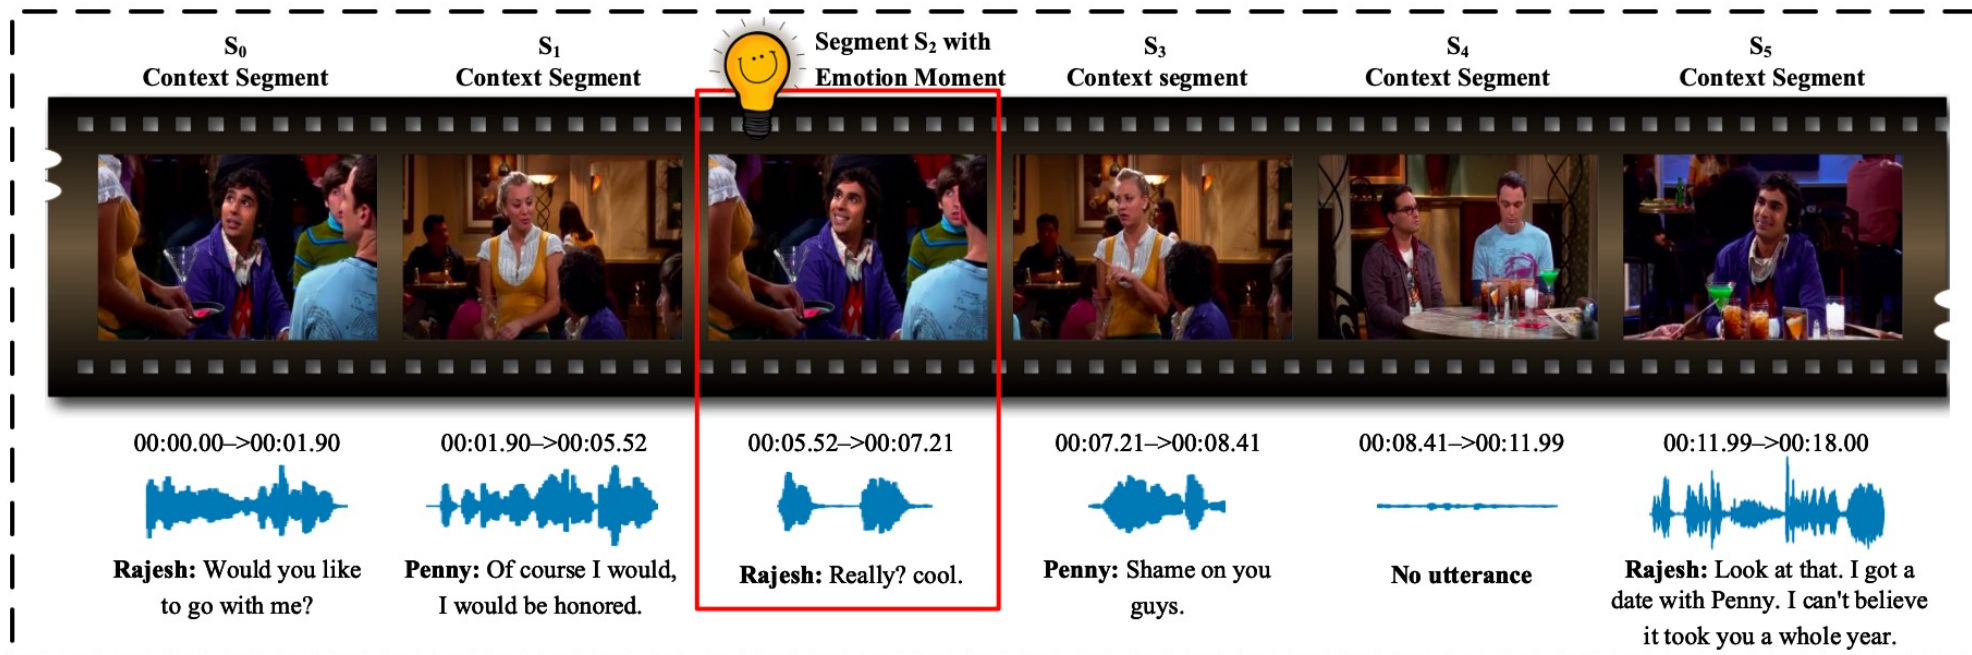 S₀
Context Segment
S₁
Context Segment
Segment S₂ with
Emotion Moment
S₃
Context segment
S₄
Context Segment
S₅
Context Segment
00:00.00–>00:01.90
00:01.90–>00:05.52
00:05.52–>00:07.21
00:07.21–>00:08.41
00:08.41–>00:11.99
00:11.99–>00:18.00
Rajesh: Would you like
to go with me?
Penny: Of course I would,
I would be honored.
Rajesh: Really? cool.
Penny: Shame on you
guys.
No utterance
Rajesh: Look at that. I got a
date with Penny. I can't believe
it took you a whole year.